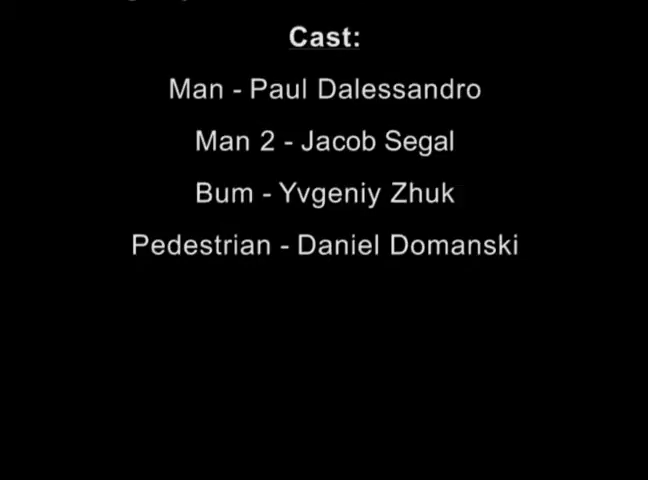 Cast:
Man - Paul Dalessandro
Man 2 - Jacob Segal
Bum - Yvgeniy Zhuk
Pedestrian - Daniel Domanski